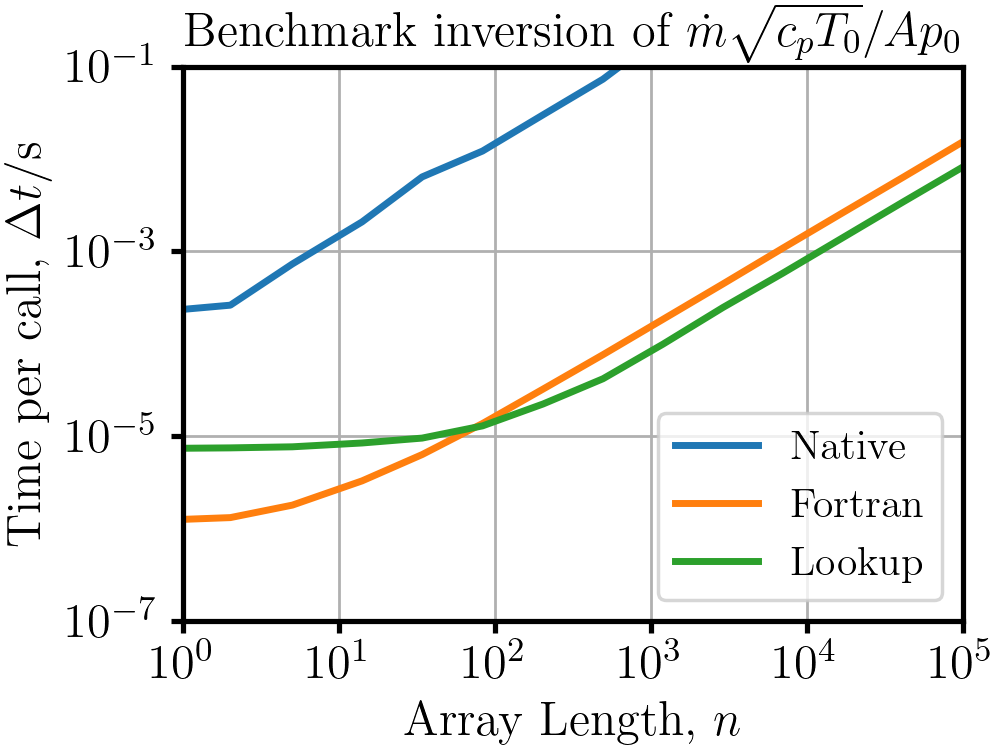 Benchmark inversion of ṁ√(c_pT_0)/Ap_0
Time per call, Δt/s
10^−1
10^−3
10^−5
10^−7
Native
Fortran
Lookup
10^0 10^1 10^2 10^3 10^4 10^5
Array Length, n